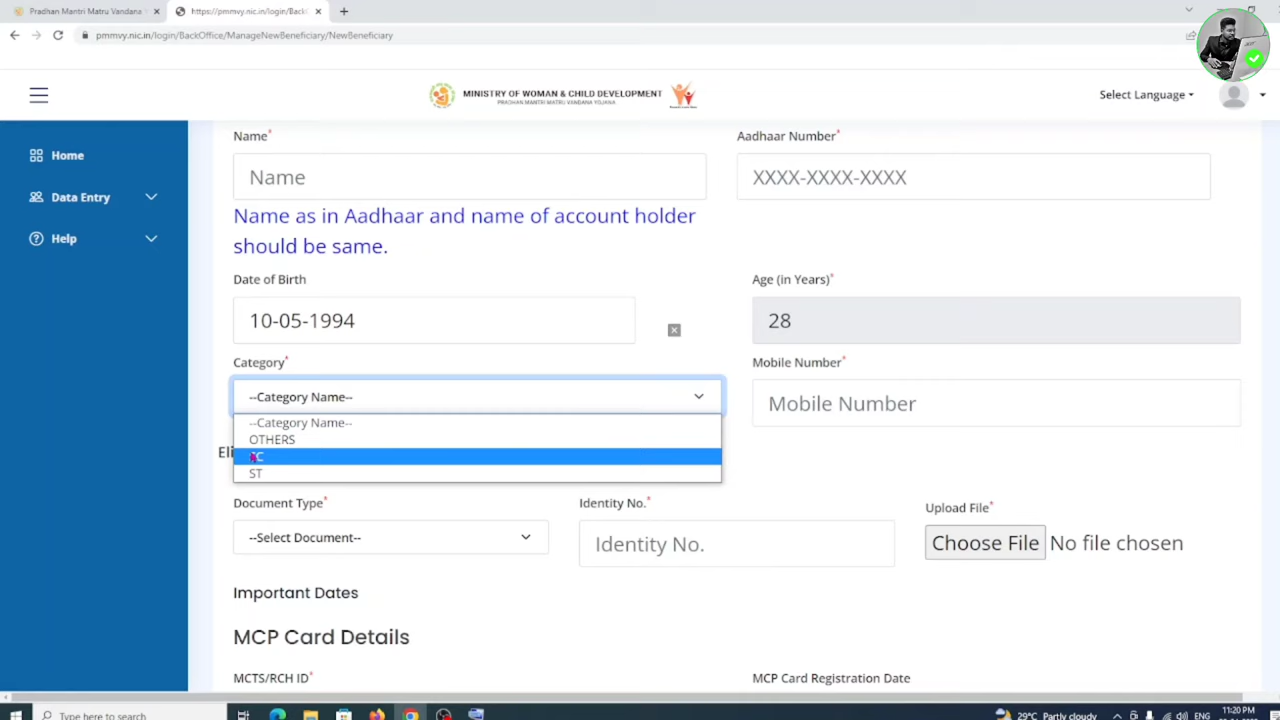 Pradhan Mantri Matru Vandana
https://pmmvy.nic.in/login/BackO
pmmvy.nic.in/login/BackOffice/ManageNewBeneficiary/NewBeneficiary
MINISTRY OF WOMAN & CHILD DEVELOPMENT
PRADHAN MANTRI MATRU VANDANA YOJANA
Select Language
Home
Data Entry
Help
Name*
Aadhaar Number*
Name
XXXX-XXXX-XXXX
Name as in Aadhaar and name of account holder
should be same.
Date of Birth
Age (in Years)*
10-05-1994
28
Category*
Mobile Number*
--Category Name--
Mobile Number
--Category Name--
OTHERS
Eli
ST
Document Type*
Identity No.*
Upload File*
--Select Document--
Identity No.
Choose File No file chosen
Important Dates
MCP Card Details
MCTS/RCH ID*
MCP Card Registration Date
Type here to search
29°C Partly cloudy
ENG
11:20 PM